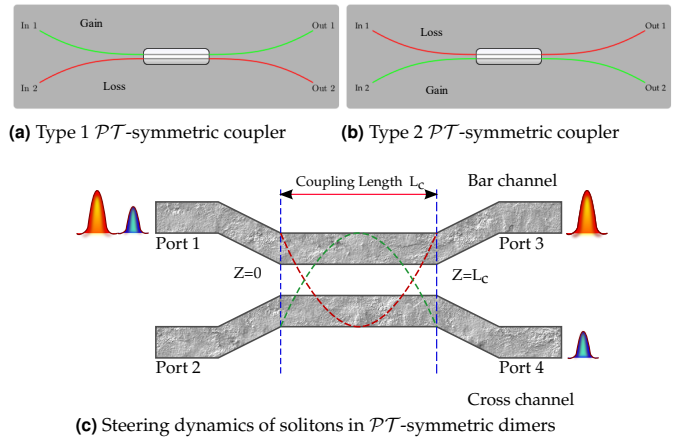 In 1 Gain Out 1
In 2 Loss Out 2
(a) Type 1 𝒫𝒯-symmetric coupler
In 1 Loss Out 1
In 2 Gain Out 2
(b) Type 2 𝒫𝒯-symmetric coupler
Coupling Length L_C
Bar channel
Port 1 Port 3
Z=0 Z=L_C
Port 2 Port 4
Cross channel
(c) Steering dynamics of solitons in 𝒫𝒯-symmetric dimers